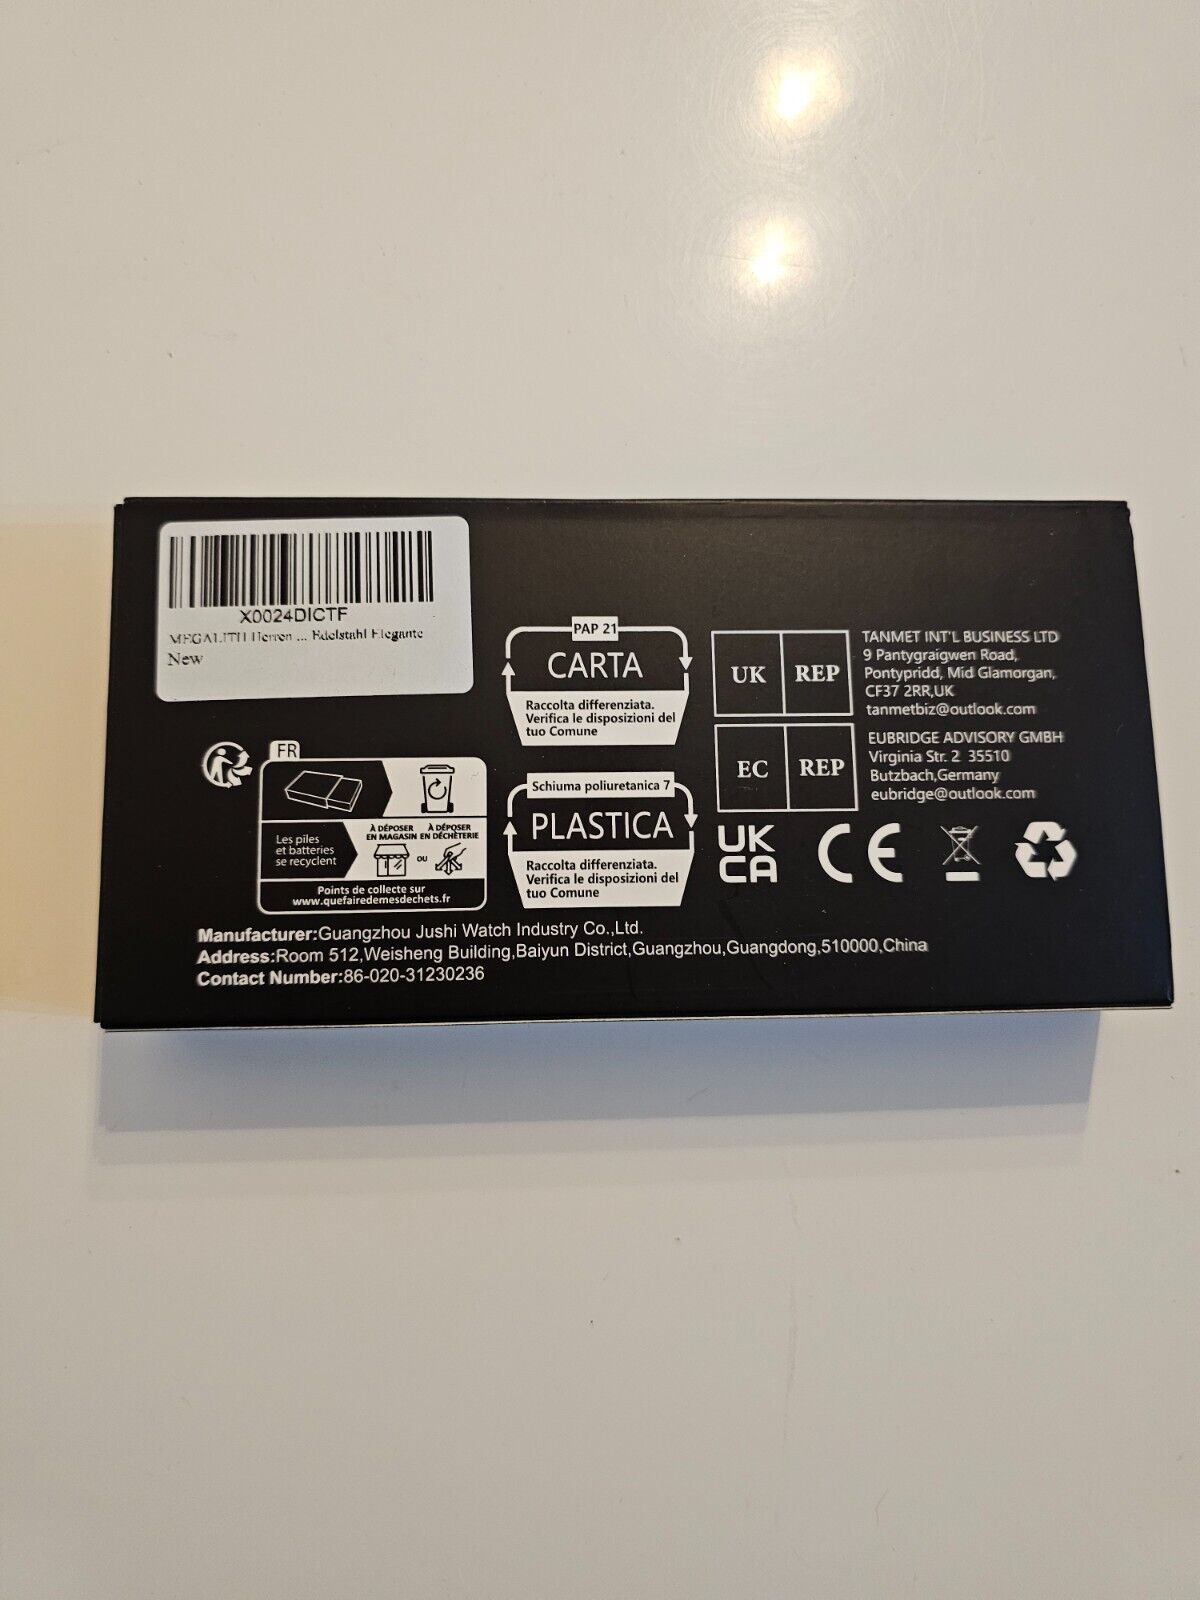 X0024DICTF
MEGALITH Herren ... Edelstahl Elegante
New
FR
Les piles
et batteries
se recyclent
À DÉPOSER
EN MAGASIN
OU
À DÉPOSER
EN DÉCHÈTERIE
Points de collecte sur
www.quefairedemesdechets.fr
PAP 21
CARTA
Raccolta differenziata.
Verifica le disposizioni del
tuo Comune
Schiuma poliuretanica 7
PLASTICA
Raccolta differenziata.
Verifica le disposizioni del
tuo Comune
UK REP
TANMET INT'L BUSINESS LTD
9 Pantygraigwen Road,
Pontypridd, Mid Glamorgan,
CF37 2RR,UK
tanmetbiz@outlook.com
EC REP
EUBRIDGE ADVISORY GMBH
Virginia Str. 2 35510
Butzbach,Germany
eubridge@outlook.com
UK
CA
CE
Manufacturer:Guangzhou Jushi Watch Industry Co.,Ltd.
Address:Room 512,Weisheng Building,Baiyun District,Guangzhou,Guangdong,510000,China
Contact Number:86-020-31230236